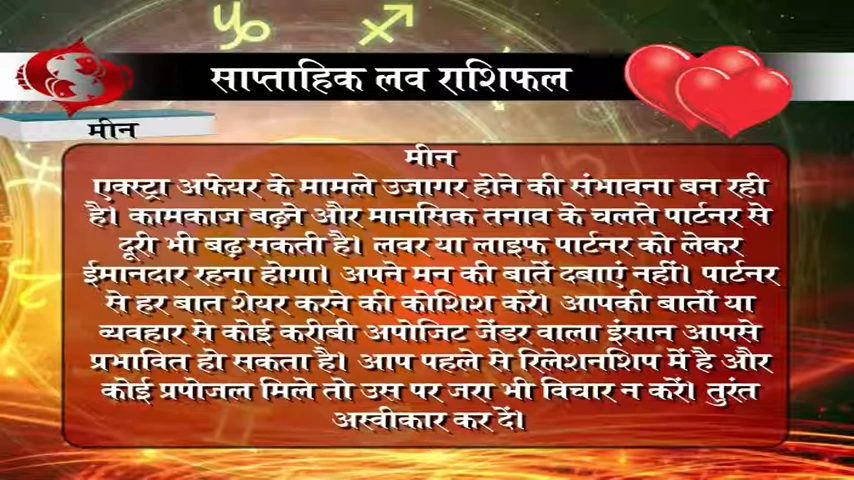 साप्ताहिक लव राशिफल
मीन
मीन
एक्स्ट्रा अफेयर के मामले उजागर होने की संभावना बन रही
है। कामकाज बढ़ने और मानसिक तनाव के चलते पार्टनर से
दूरी भी बढ़ सकती है। लवर या लाइफ पार्टनर को लेकर
ईमानदार रहना होगा। अपने मन की बातें दबाएं नहीं। पार्टनर
से हर बात शेयर करने की कोशिश करें। आपकी बातों या
व्यवहार से कोई करीबी अपोजिट जेंडर वाला इंसान आपसे
प्रभावित हो सकता है। आप पहले से रिलेशनशिप में है और
कोई प्रपोजल मिले तो उस पर जरा भी विचार न करें। तुरंत
अस्वीकार कर दें।